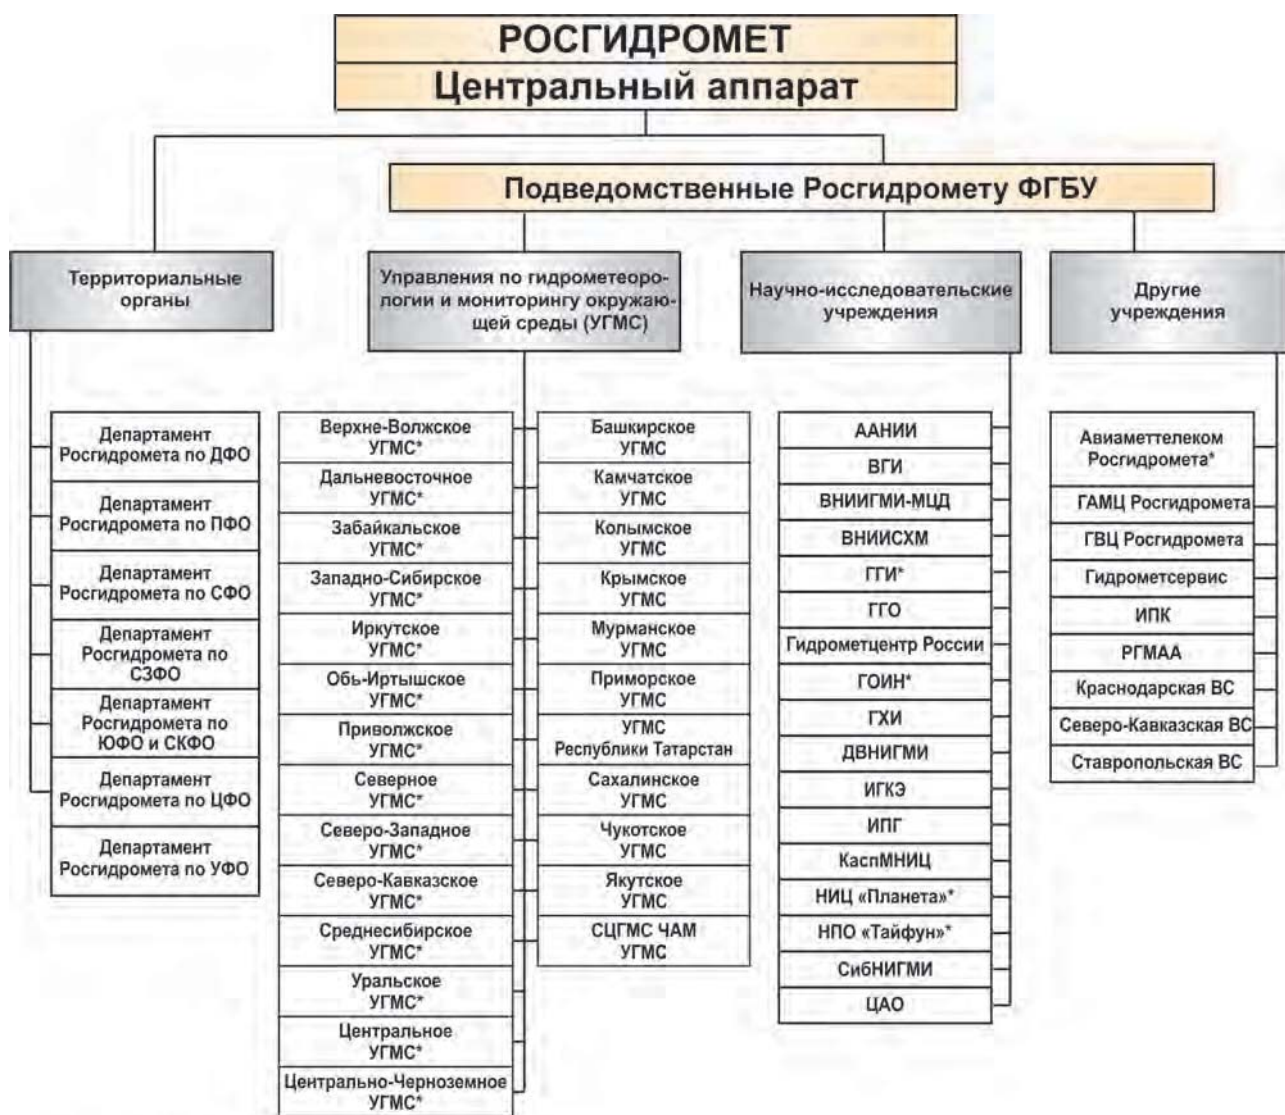 РОСГИДРОМЕТ
Центральный аппарат
Подведомственные Росгидромету ФГБУ
Территориальные
органы
Управления по гидрометеоро-
логии и мониторингу окружаю-
щей среды (УГМС)
Научно-исследовательские
учреждения
Другие
учреждения
Департамент
Росгидромета по ДФО
Департамент
Росгидромета по ПФО
Департамент
Росгидромета по СФО
Департамент
Росгидромета по
СЗФО
Департамент
Росгидромета по
ЮФО и СКФО
Департамент
Росгидромета по ЦФО
Департамент
Росгидромета по УФО
Верхне-Волжское
УГМС*
Дальневосточное
УГМС*
Забайкальское
УГМС*
Западно-Сибирское
УГМС*
Иркутское
УГМС*
Обь-Иртышское
УГМС*
Приволжское
УГМС*
Северное
УГМС*
Северо-Западное
УГМС*
Северо-Кавказское
УГМС*
Среднесибирское
УГМС*
Уральское
УГМС*
Центральное
УГМС*
Центрально-Черноземное
УГМС*
Башкирское
УГМС
Камчатское
УГМС
Колымское
УГМС
Крымское
УГМС
Мурманское
УГМС
Приморское
УГМС
УГМС
Республики Татарстан
Сахалинское
УГМС
Чукотское
УГМС
Якутское
УГМС
СЦГМС ЧАМ
УГМС
ААНИИ
ВГИ
ВНИИГМИ-МЦД
ВНИИСХМ
ГГИ*
ГГО
Гидрометцентр России
ГОИН*
ГХИ
ДВНИГМИ
ИГКЭ
ИПГ
КаспМНИЦ
НИЦ «Планета»*
НПО «Тайфун»*
СибНИГМИ
ЦАО
Авиаметтелеком
Росгидромета*
ГАМЦ Росгидромета
ГВЦ Росгидромета
Гидрометсервис
ИПК
РГМАА
Краснодарская ВС
Северо-Кавказская ВС
Ставропольская ВС